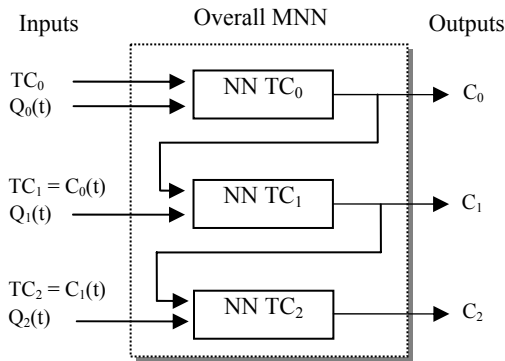 Inputs
Overall MNN
Outputs
TC₀
Q₀(t)
NN TC₀
C₀
TC₁ = C₀(t)
Q₁(t)
NN TC₁
C₁
TC₂ = C₁(t)
Q₂(t)
NN TC₂
C₂